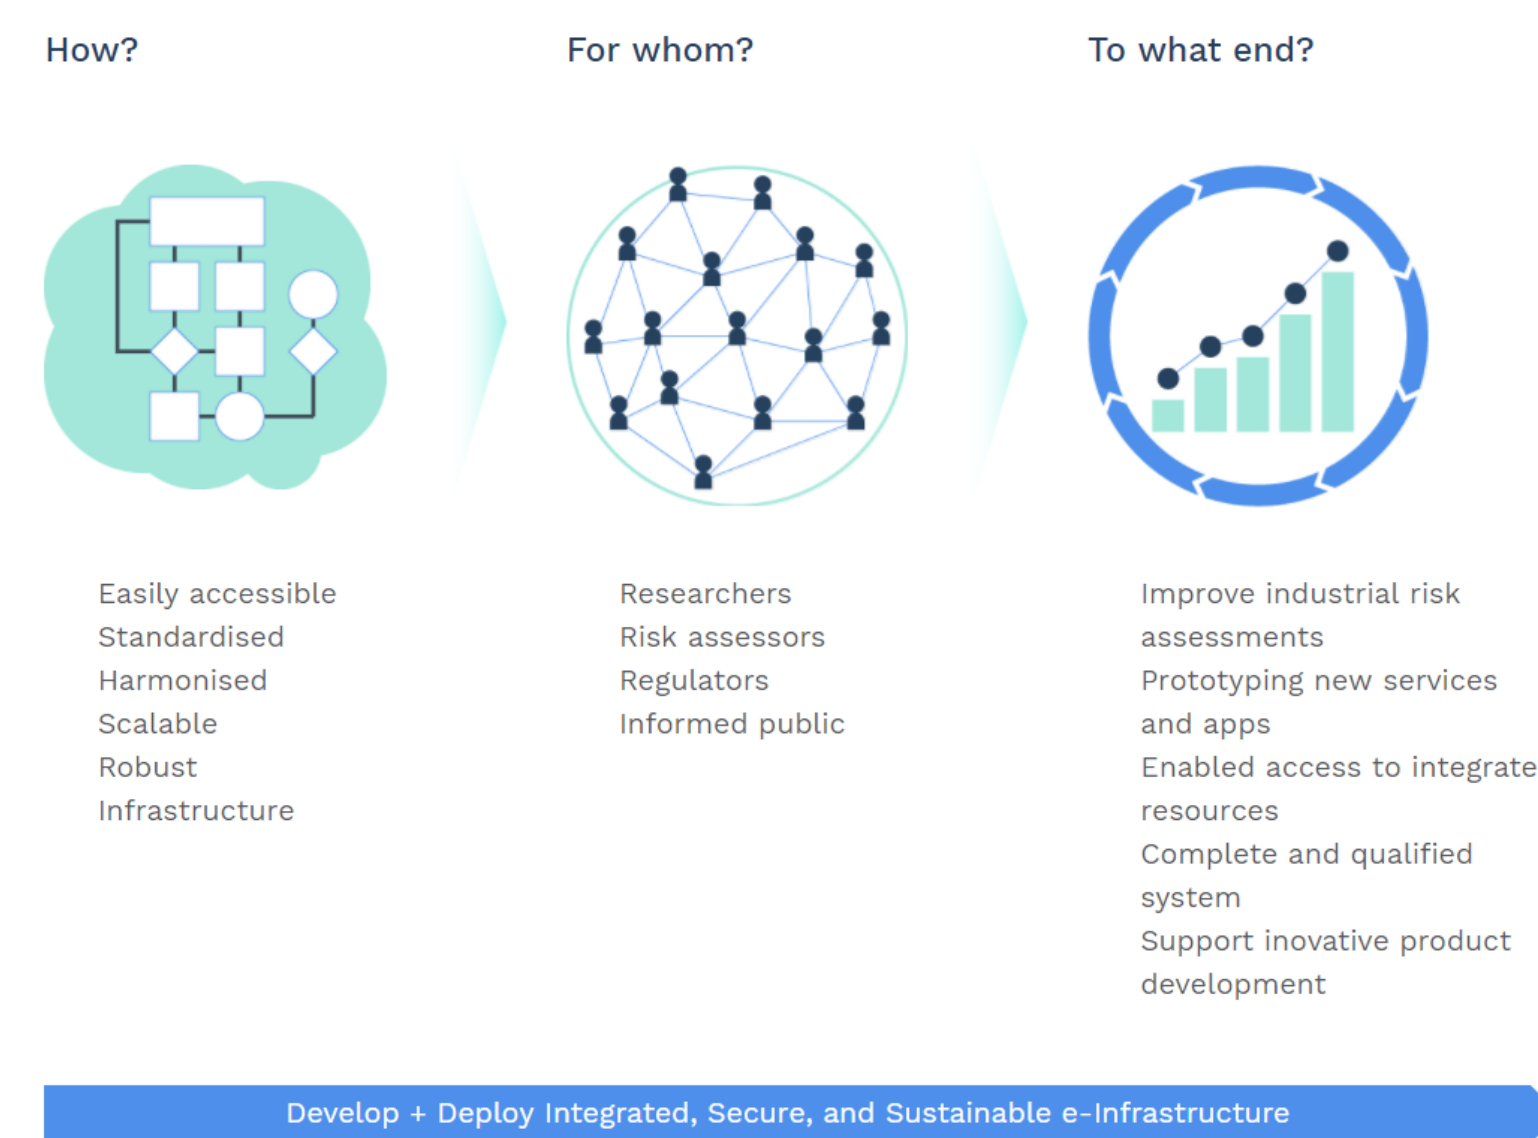 How?
For whom?
To what end?
Easily accessible
Standardised
Harmonised
Scalable
Robust
Infrastructure
Researchers
Risk assessors
Regulators
Informed public
Improve industrial risk
assessments
Prototyping new services
and apps
Enabled access to integrate
resources
Complete and qualified
system
Support inovative product
development
Develop + Deploy Integrated, Secure, and Sustainable e-Infrastructure